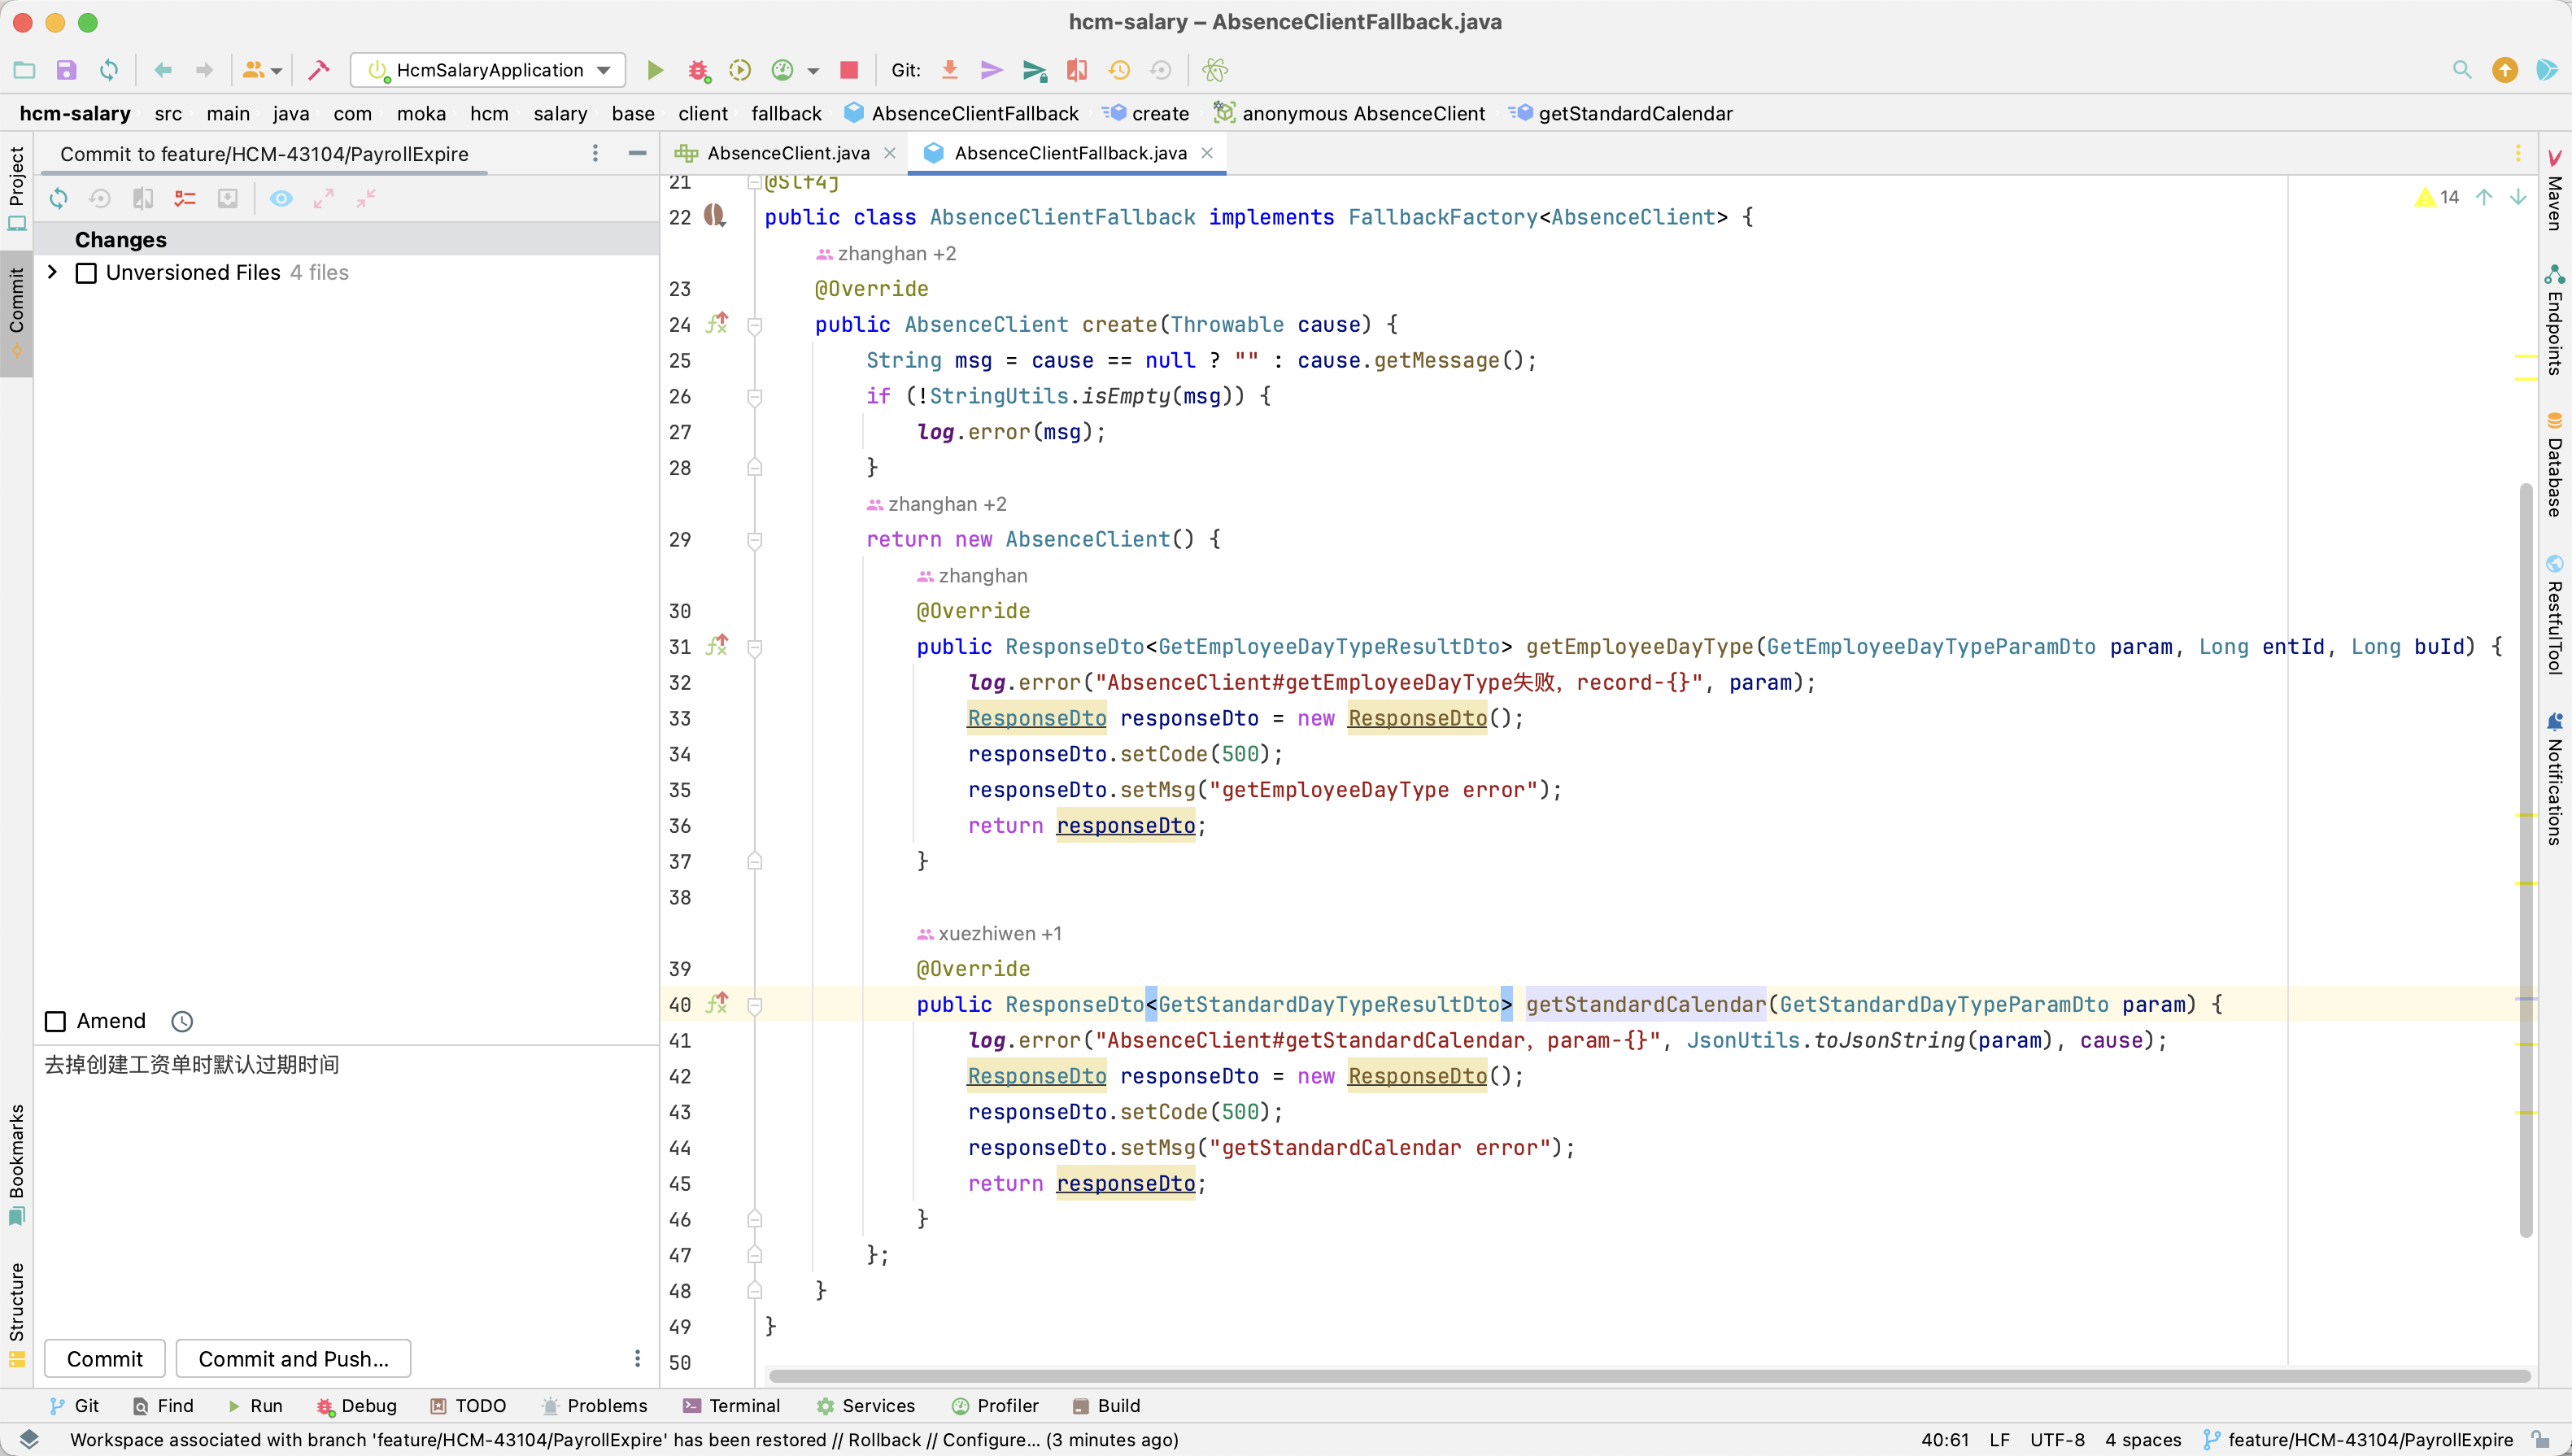 hcm-salary – AbsenceClientFallback.java
HcmSalaryApplication
Git:
hcm-salary src main java com moka hcm salary base client fallback AbsenceClientFallback create anonymous AbsenceClient getStandardCalendar
Project
Commit
Bookmarks
Structure
Commit to feature/HCM-43104/PayrollExpire
Changes
Unversioned Files 4 files
Amend
去掉创建工资单时默认过期时间
Commit
Commit and Push...
AbsenceClient.java
AbsenceClientFallback.java
14
21 @Slf4j
22 public class AbsenceClientFallback implements FallbackFactory<AbsenceClient> {
zhanghan +2
23 @Override
24 public AbsenceClient create(Throwable cause) {
25 String msg = cause == null ? "" : cause.getMessage();
26 if (!StringUtils.isEmpty(msg)) {
27 log.error(msg);
28 }
zhanghan +2
29 return new AbsenceClient() {
zhanghan
30 @Override
31 public ResponseDto<GetEmployeeDayTypeResultDto> getEmployeeDayType(GetEmployeeDayTypeParamDto param, Long entId, Long buId) {
32 log.error("AbsenceClient#getEmployeeDayType失败，record-{}", param);
33 ResponseDto responseDto = new ResponseDto();
34 responseDto.setCode(500);
35 responseDto.setMsg("getEmployeeDayType error");
36 return responseDto;
37 }
38
xuezhiwen +1
39 @Override
40 public ResponseDto<GetStandardDayTypeResultDto> getStandardCalendar(GetStandardDayTypeParamDto param) {
41 log.error("AbsenceClient#getStandardCalendar，param-{}", JsonUtils.toJsonString(param), cause);
42 ResponseDto responseDto = new ResponseDto();
43 responseDto.setCode(500);
44 responseDto.setMsg("getStandardCalendar error");
45 return responseDto;
46 }
47 };
48 }
49 }
50
Maven
Endpoints
Database
RestfulTool
Notifications
Git Find Run Debug TODO Problems Terminal Services Profiler Build
Workspace associated with branch 'feature/HCM-43104/PayrollExpire' has been restored // Rollback // Configure... (3 minutes ago)
40:61 LF UTF-8 4 spaces feature/HCM-43104/PayrollExpire